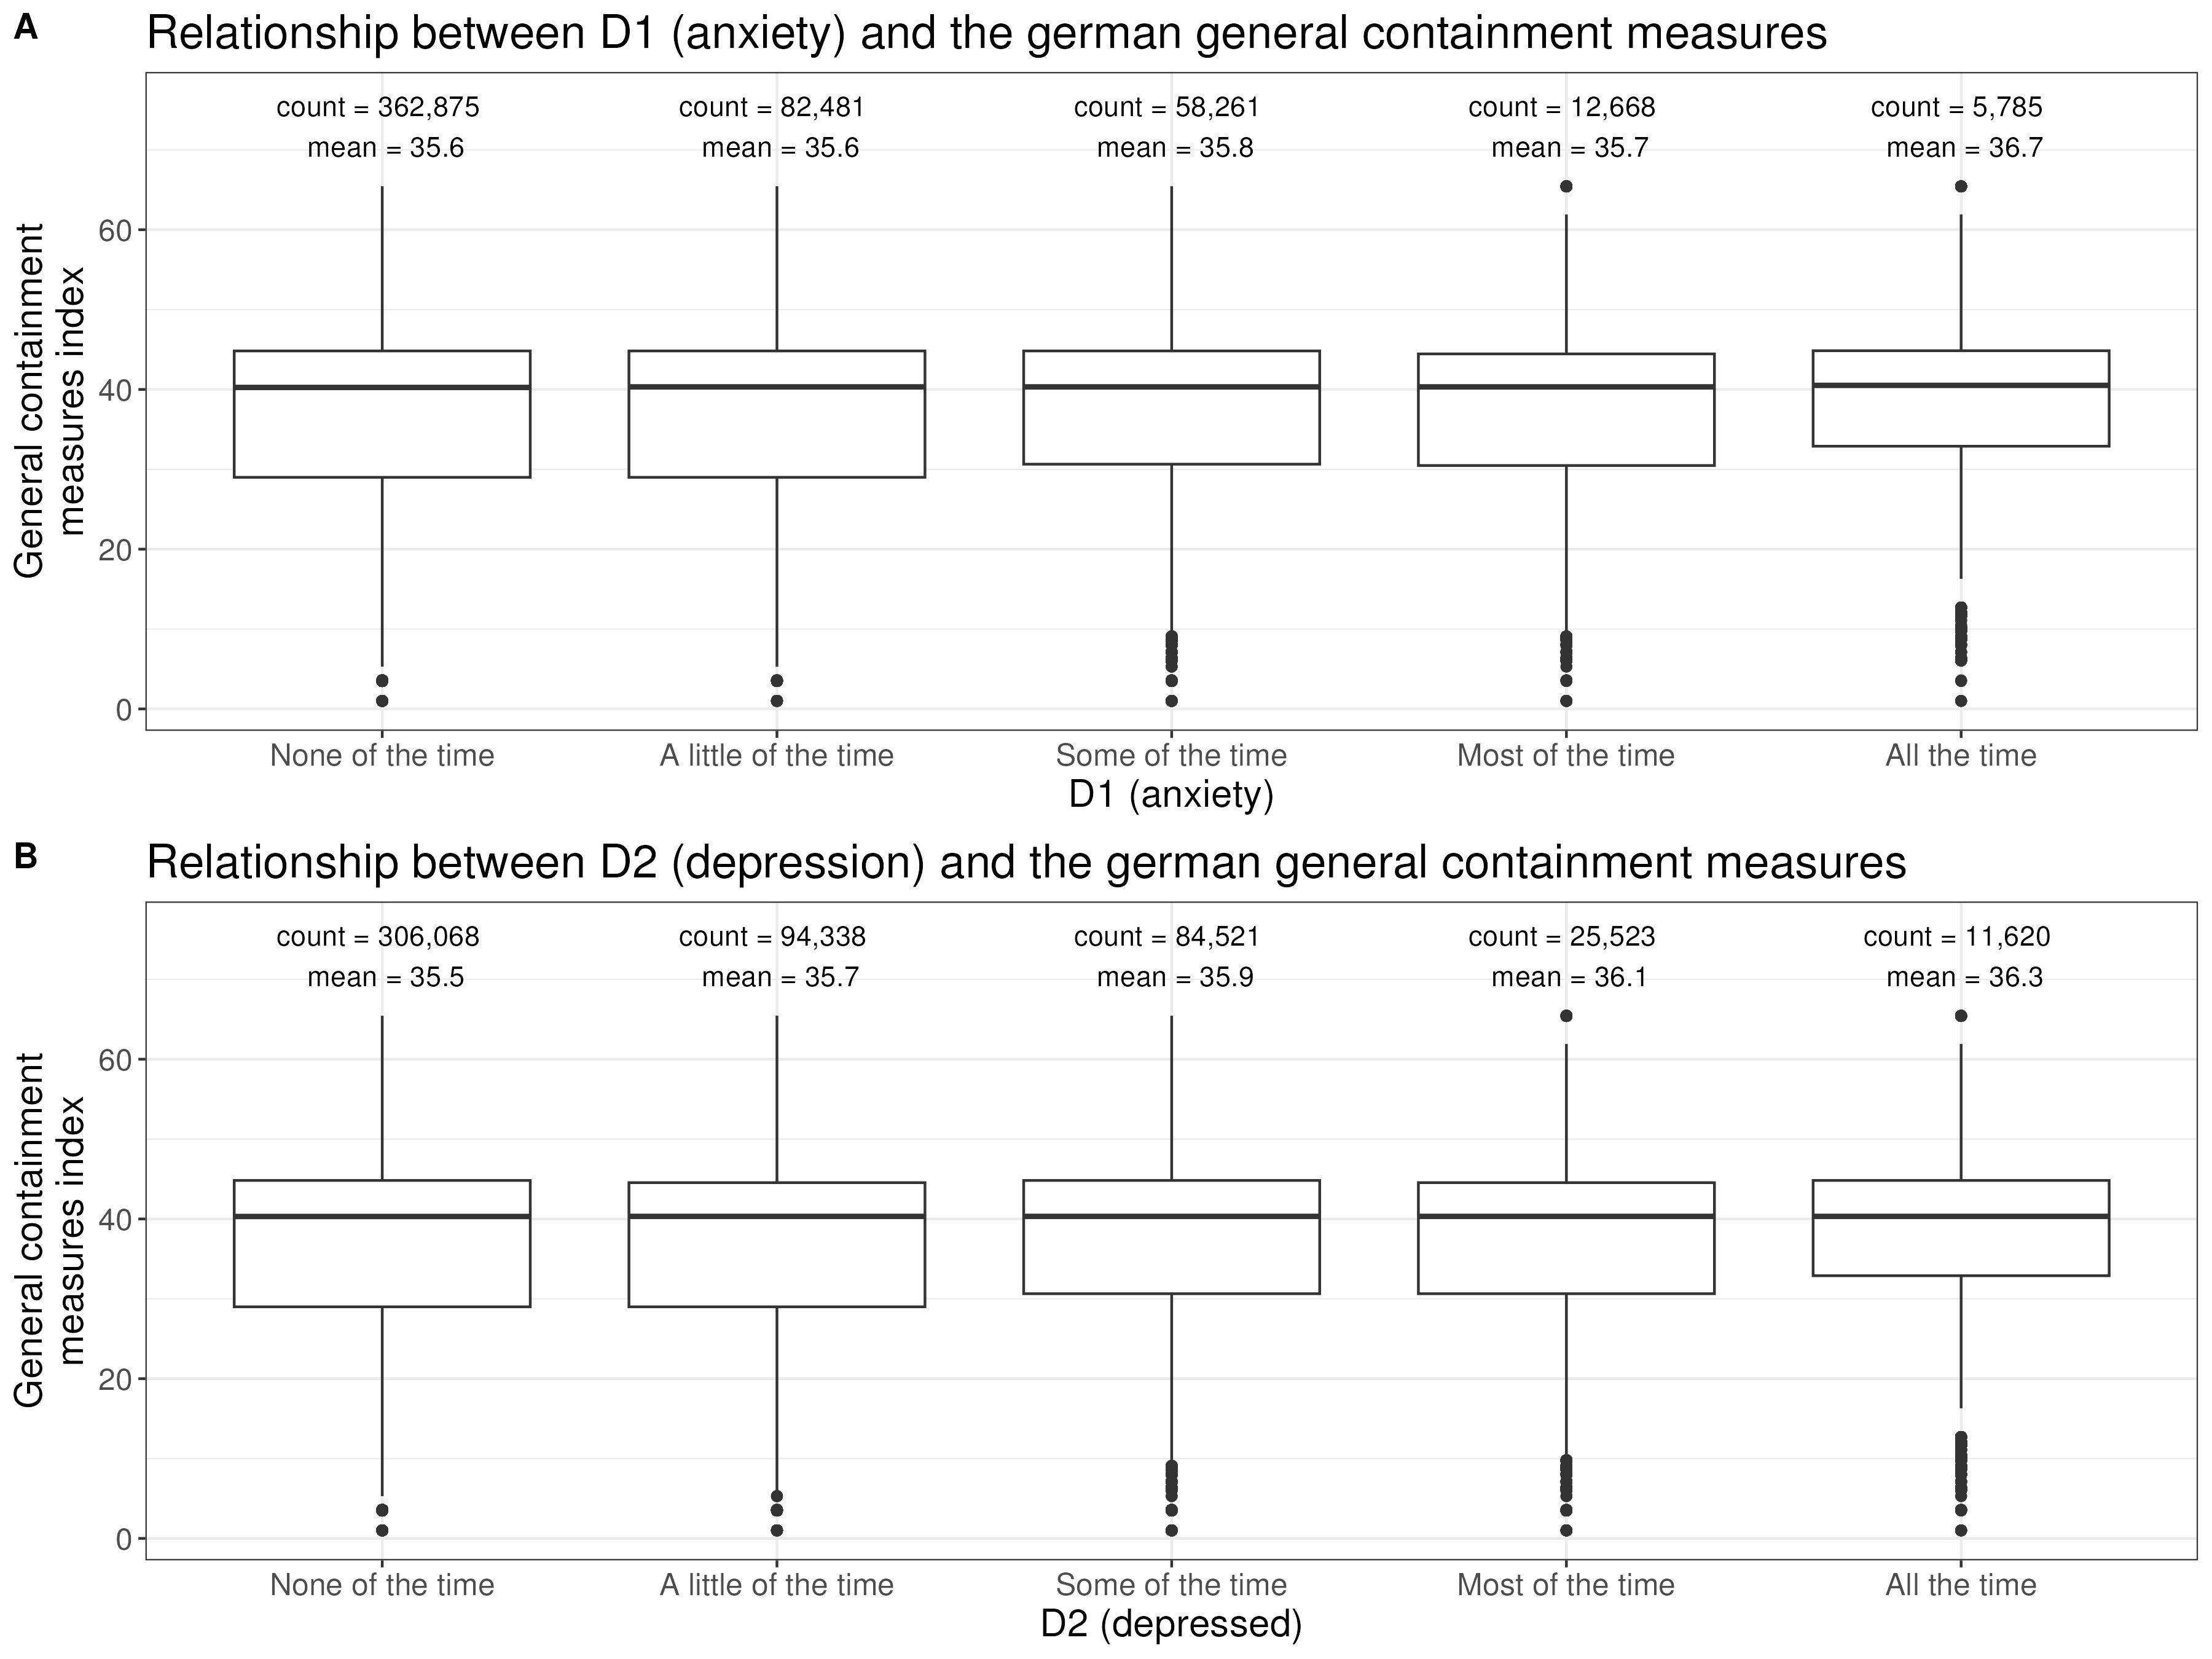 A
Relationship between D1 (anxiety) and the german general containment measures
count = 362,875
mean = 35.6
count = 82,481
mean = 35.6
count = 58,261
mean = 35.8
count = 12,668
mean = 35.7
count = 5,785
mean = 36.7
General containment
measures index
60
40
20
0
None of the time
A little of the time
Some of the time
Most of the time
All the time
D1 (anxiety)
B
Relationship between D2 (depression) and the german general containment measures
count = 306,068
mean = 35.5
count = 94,338
mean = 35.7
count = 84,521
mean = 35.9
count = 25,523
mean = 36.1
count = 11,620
mean = 36.3
General containment
measures index
60
40
20
0
None of the time
A little of the time
Some of the time
Most of the time
All the time
D2 (depressed)